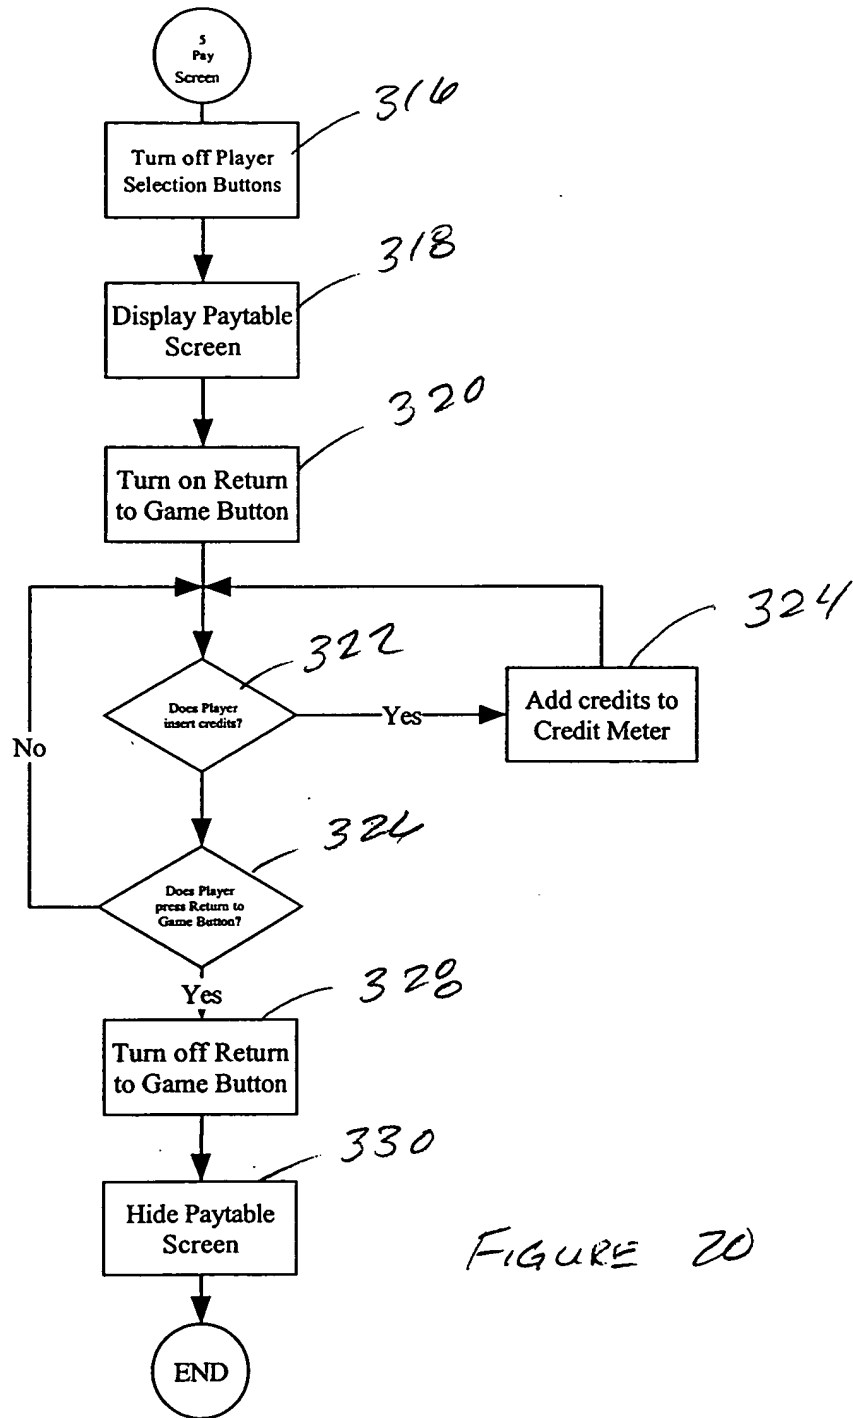 5
Pay
Screen
316
Turn off Player
Selection Buttons
318
Display Paytable
Screen
320
Turn on Return
to Game Button
322
Does Player
insert credits?
Yes
324
Add credits to
Credit Meter
No
326
Does Player
press Return to
Game Button?
Yes
328
Turn off Return
to Game Button
330
Hide Paytable
Screen
END
FIGURE 20